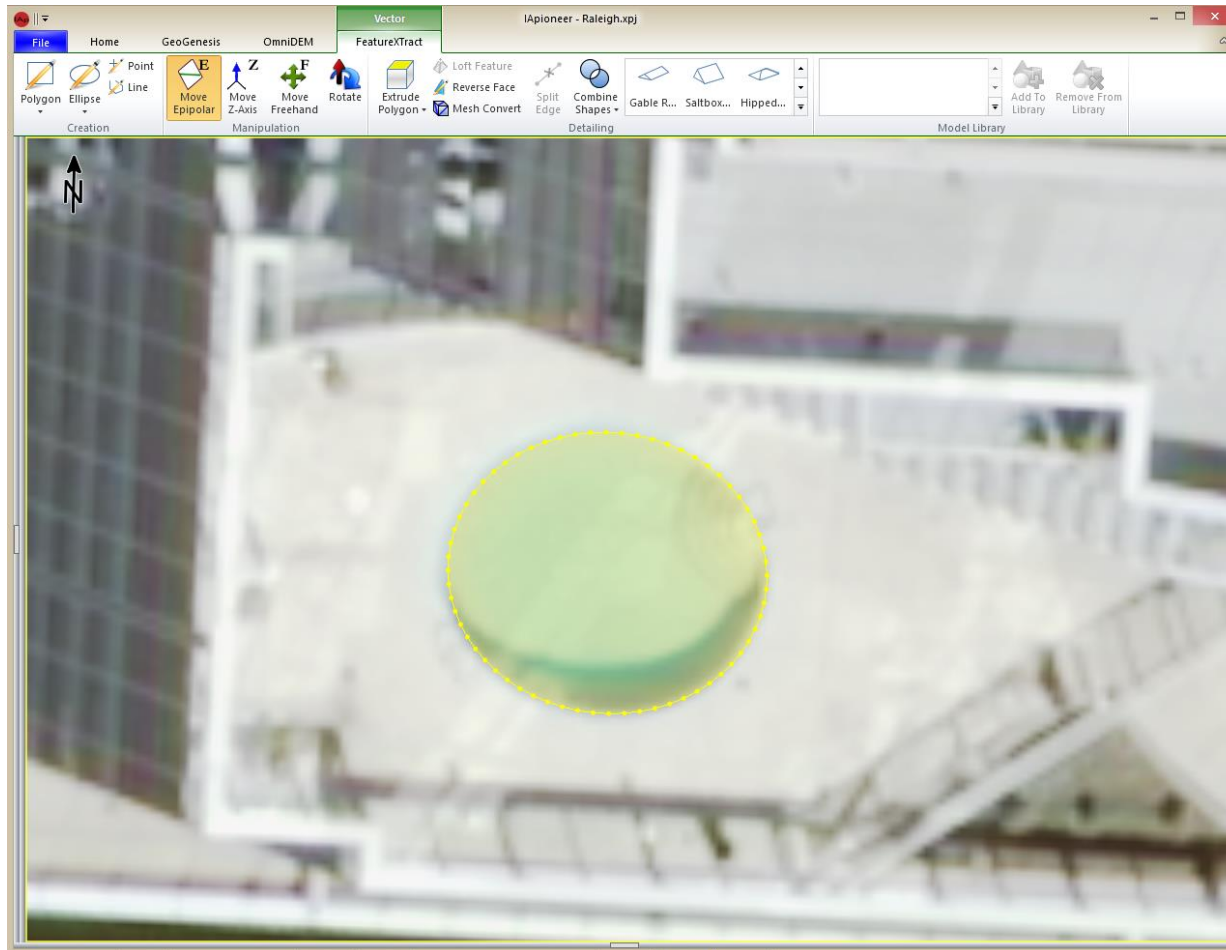 Vector
IApioneer - Raleigh.xpj
File Home GeoGenesis OmniDEM FeatureXTract
Polygon
Ellipse
Point
Line
Creation
E
Move
Epipolar
Z
Move
Z-Axis
F
Move
Freehand
Rotate
Manipulation
Extrude
Polygon
Loft Feature
Reverse Face
Mesh Convert
Split
Edge
Combine
Shapes
Gable R...
Saltbox...
Hipped...
Detailing
Add To
Library
Remove From
Library
Model Library
N